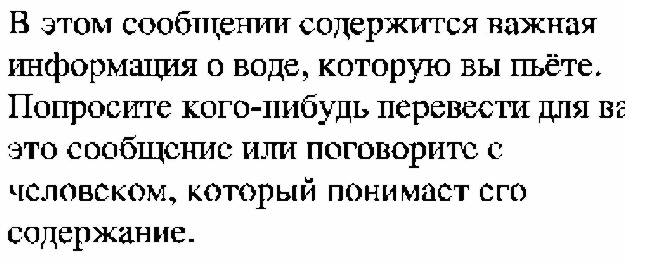 В этом сообщении содержится важная
информация о воде, которую вы пьёте.
Попросите кого-нибудь перевести для ва
это сообщение или поговорите с
человеком, который понимает его
содержание.